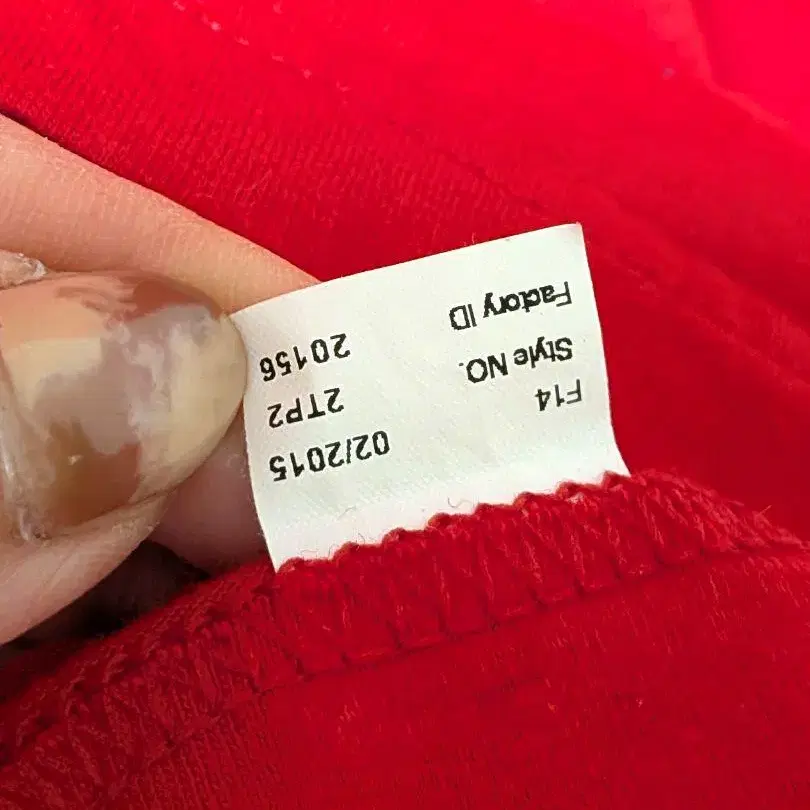 F14 02/2015
Style NO. 2TP2
Factory ID 20156